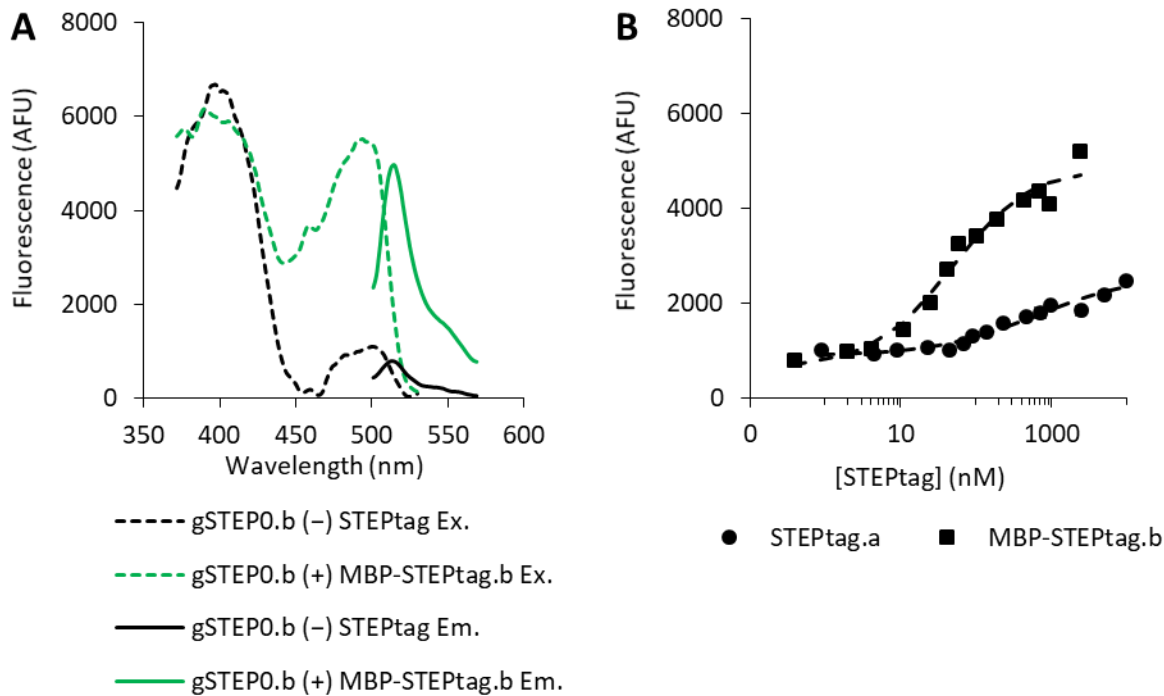 A
Fluorescence (AFU)
8000
6000
4000
2000
0
350 400 450 500 550 600
Wavelength (nm)
gSTEP0.b (−) STEPtag Ex.
gSTEP0.b (+) MBP-STEPtag.b Ex.
gSTEP0.b (−) STEPtag Em.
gSTEP0.b (+) MBP-STEPtag.b Em.
B
Fluorescence (AFU)
8000
6000
4000
2000
0
0 10 1000
[STEPtag] (nM)
STEPtag.a MBP-STEPtag.b